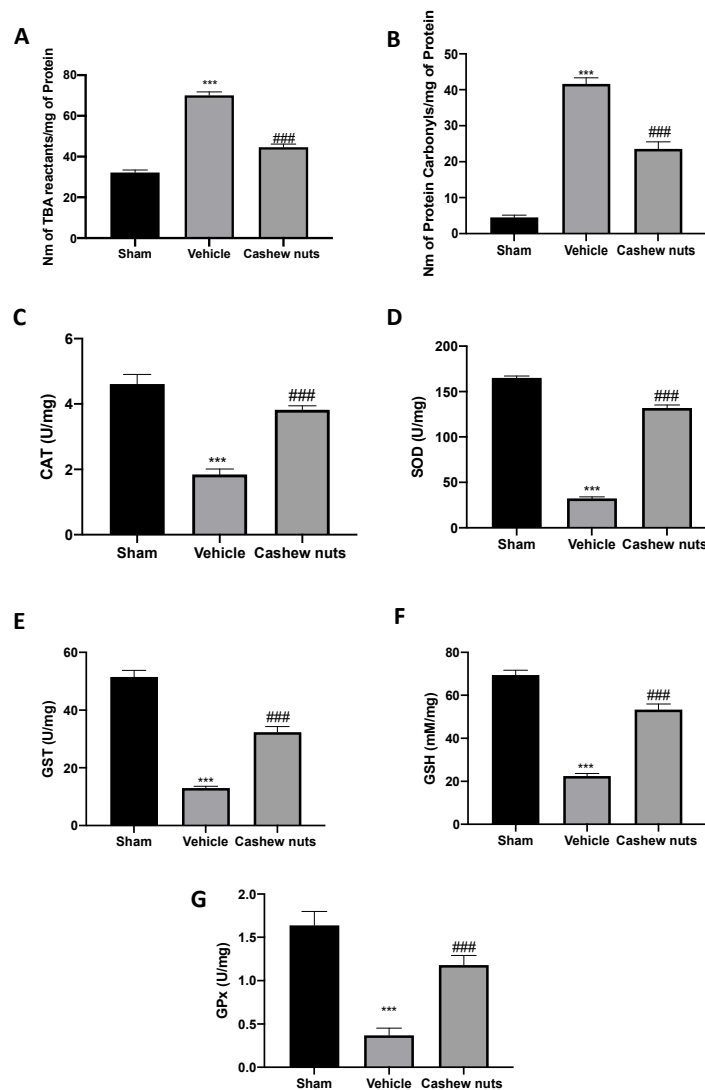 A
Nm of TBA reactants/mg of Protein
80
60
40
20
0
***
###
Sham Vehicle Cashew nuts
B
Nm of Protein Carbonyls/mg of Protein
50
40
30
20
10
0
***
###
Sham Vehicle Cashew nuts
C
CAT (U/mg)
6
4
2
0
***
###
Sham Vehicle Cashew nuts
D
SOD (U/mg)
200
150
100
50
0
***
###
Sham Vehicle Cashew nuts
E
GST (U/mg)
60
40
20
0
***
###
Sham Vehicle Cashew nuts
F
GSH (mM/mg)
80
60
40
20
0
***
###
Sham Vehicle Cashew nuts
G
GPx (U/mg)
2.0
1.5
1.0
0.5
0.0
***
###
Sham Vehicle Cashew nuts